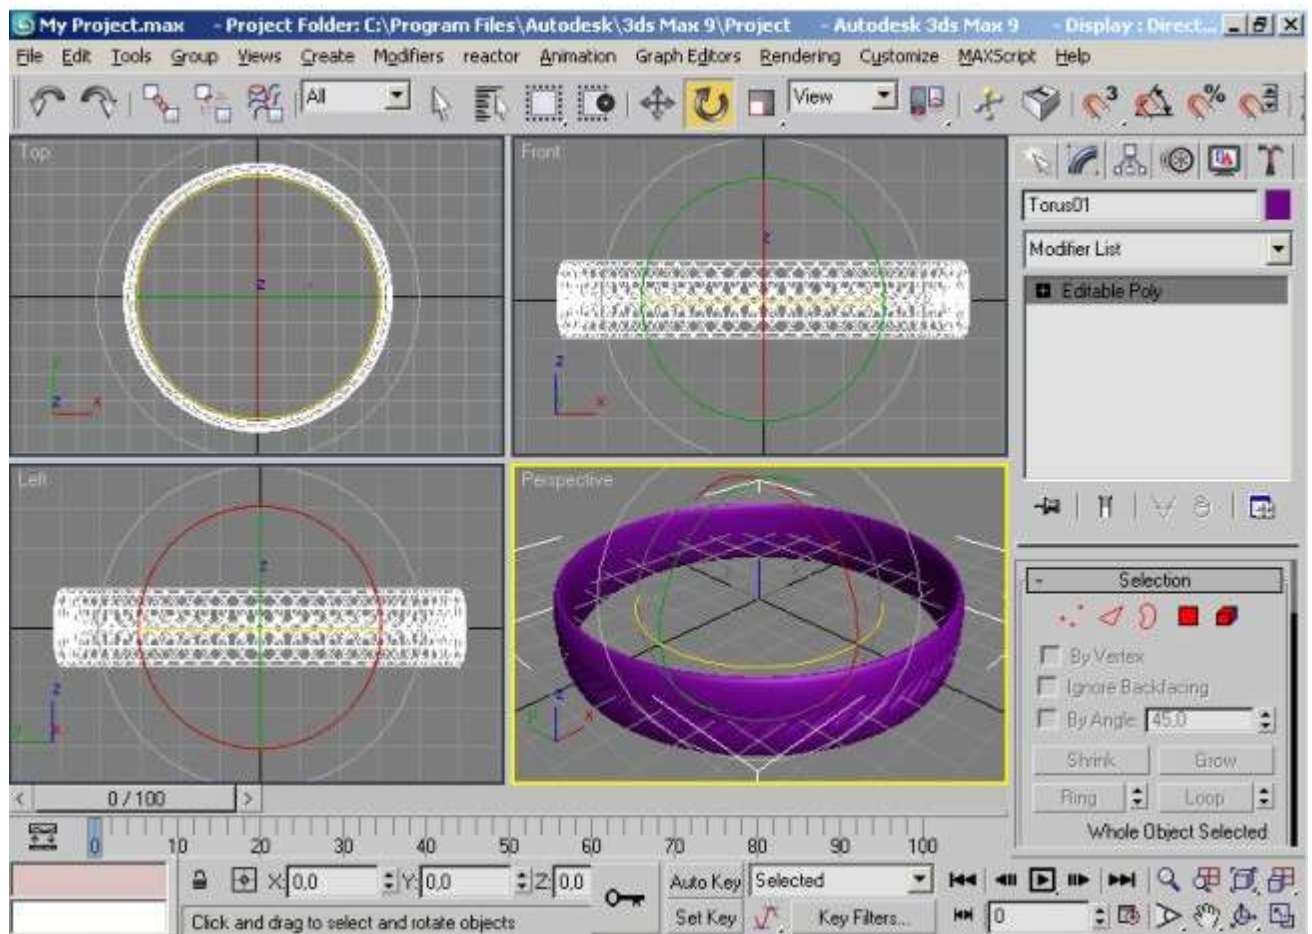 My Project.max - Project Folder: C:\Program Files\Autodesk\3ds Max 9\Project - Autodesk 3ds Max 9 - Display : Direct...
File Edit Tools Group Views Create Modifiers reactor Animation Graph Editors Rendering Customize MAXScript Help
All View 3 %
Top Front
Torus01
Modifier List
Editable Poly
z
z
y z x
z x
Left Perspective
Selection
By Vertex
Ignore Backfacing
By Angle: 45.0
Shrink Grow
Ring Loop
Whole Object Selected
z
z
y x
z
y x
< 0 / 100 >
0 10 20 30 40 50 60 70 80 90 100
X: 0,0 Y: 0,0 Z: 0,0 Auto Key Selected
Click and drag to select and rotate objects Set Key Key Filters... 0